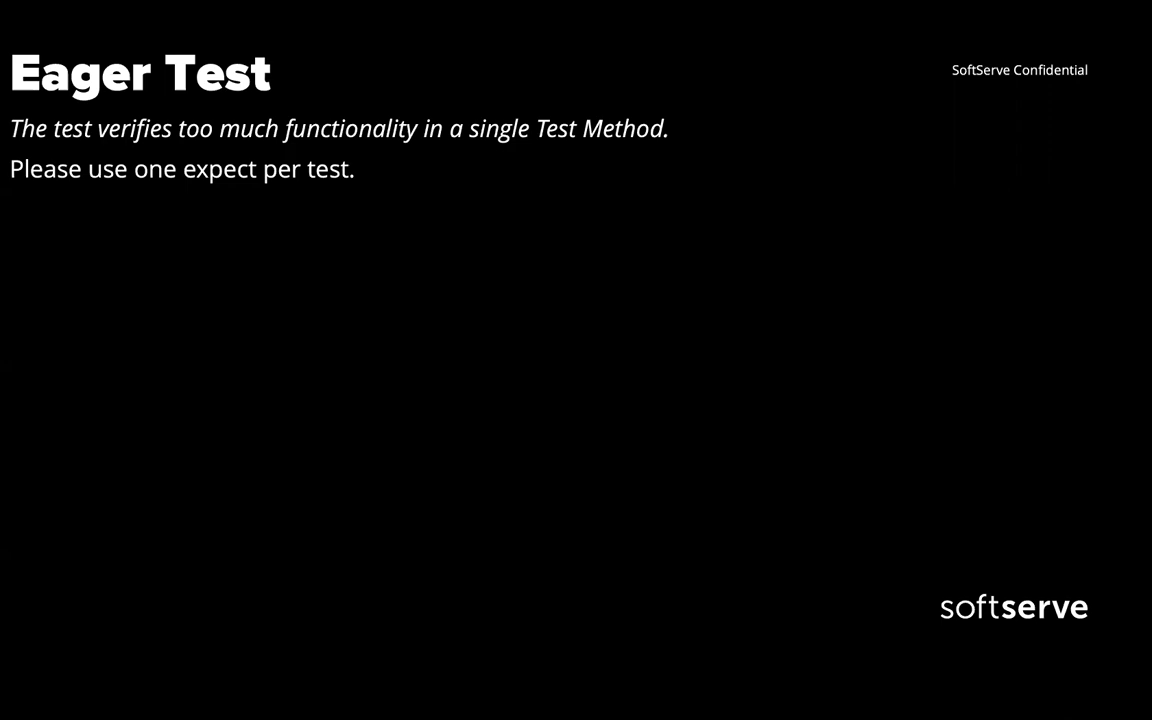 Eager Test
SoftServe Confidential
The test verifies too much functionality in a single Test Method.
Please use one expect per test.
softserve